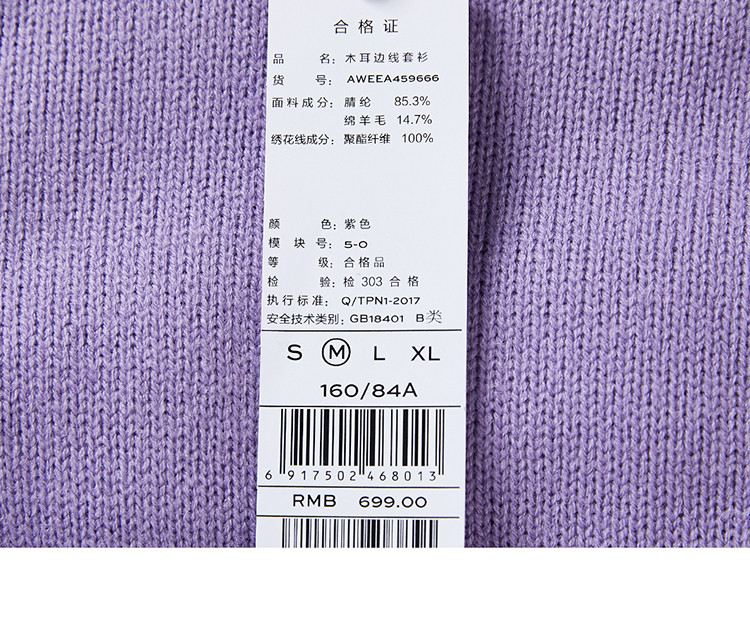 合格证
品 名：木耳边线套衫
货 号：AWEEA459666
面料成分：腈纶 85.3%
绵羊毛 14.7%
绣花线成分：聚酯纤维 100%
颜 色：紫色
模 块 号：5-0
等 级：合格品
检 验：检 303 合格
执行标准：Q/TPN1-2017
安全技术类别：GB18401 B类
S M L XL
160/84A
6 917502 468013
RMB 699.00